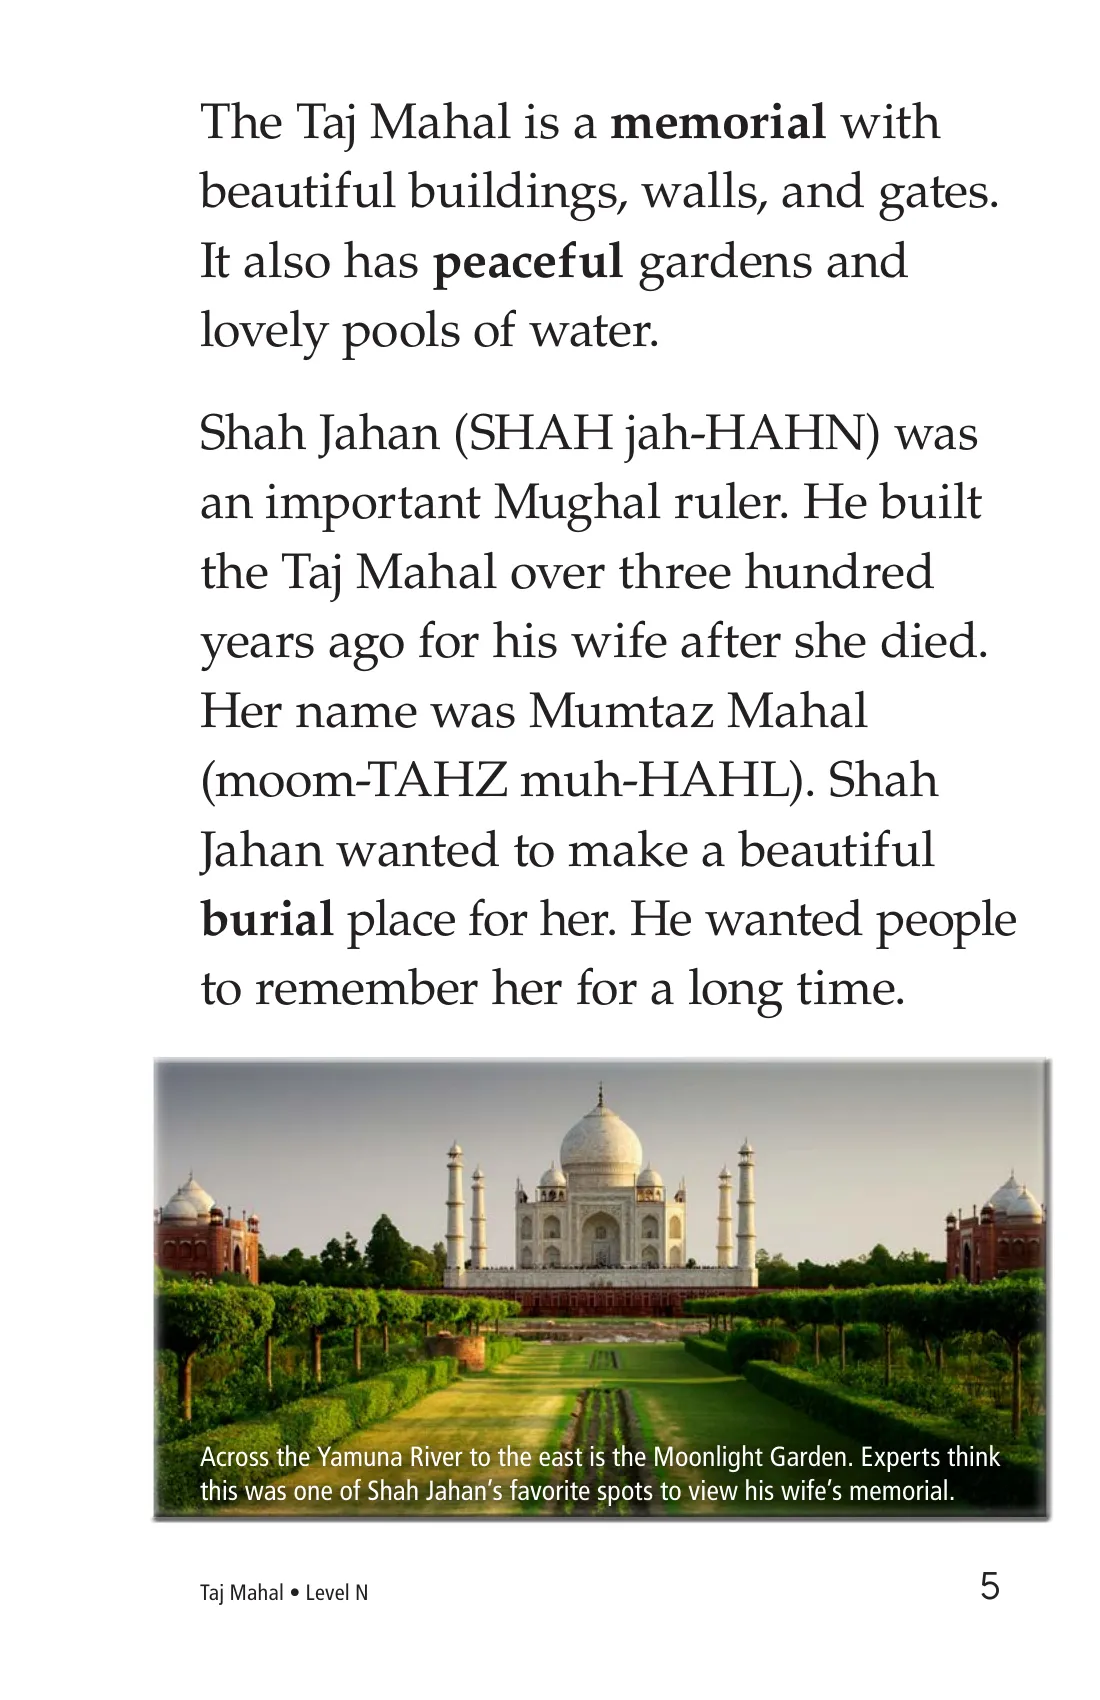 The Taj Mahal is a memorial with
beautiful buildings, walls, and gates.
It also has peaceful gardens and
lovely pools of water.
Shah Jahan (SHAH jah-HAHN) was
an important Mughal ruler. He built
the Taj Mahal over three hundred
years ago for his wife after she died.
Her name was Mumtaz Mahal
(moom-TAHZ muh-HAHL). Shah
Jahan wanted to make a beautiful
burial place for her. He wanted people
to remember her for a long time.
Across the Yamuna River to the east is the Moonlight Garden. Experts think
this was one of Shah Jahan’s favorite spots to view his wife’s memorial.
Taj Mahal • Level N
5